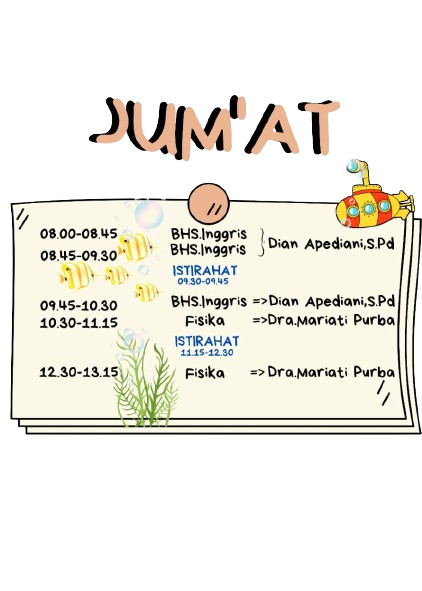 JUM'AT
08.00-08.45 BHS.Inggris
08.45-09.30 BHS.Inggris } Dian Apediani,S.Pd
ISTIRAHAT
09.30-09.45
09.45-10.30 BHS.Inggris =>Dian Apediani,S.Pd
10.30-11.15 Fisika =>Dra.Mariati Purba
ISTIRAHAT
11.15-12.30
12.30-13.15 Fisika =>Dra.Mariati Purba